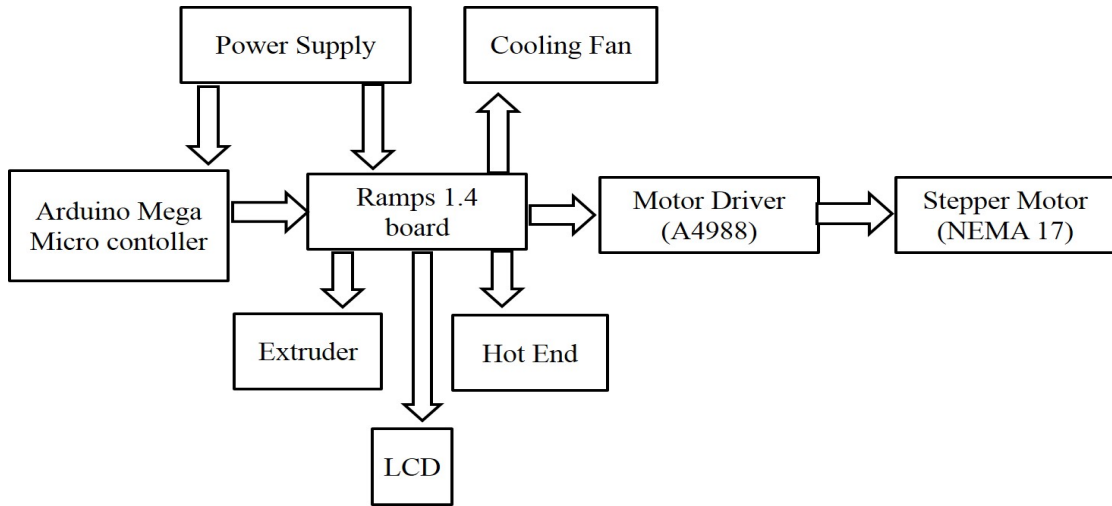 Power Supply
Cooling Fan
Arduino Mega
Micro contoller
Ramps 1.4
board
Motor Driver
(A4988)
Stepper Motor
(NEMA 17)
Extruder
Hot End
LCD